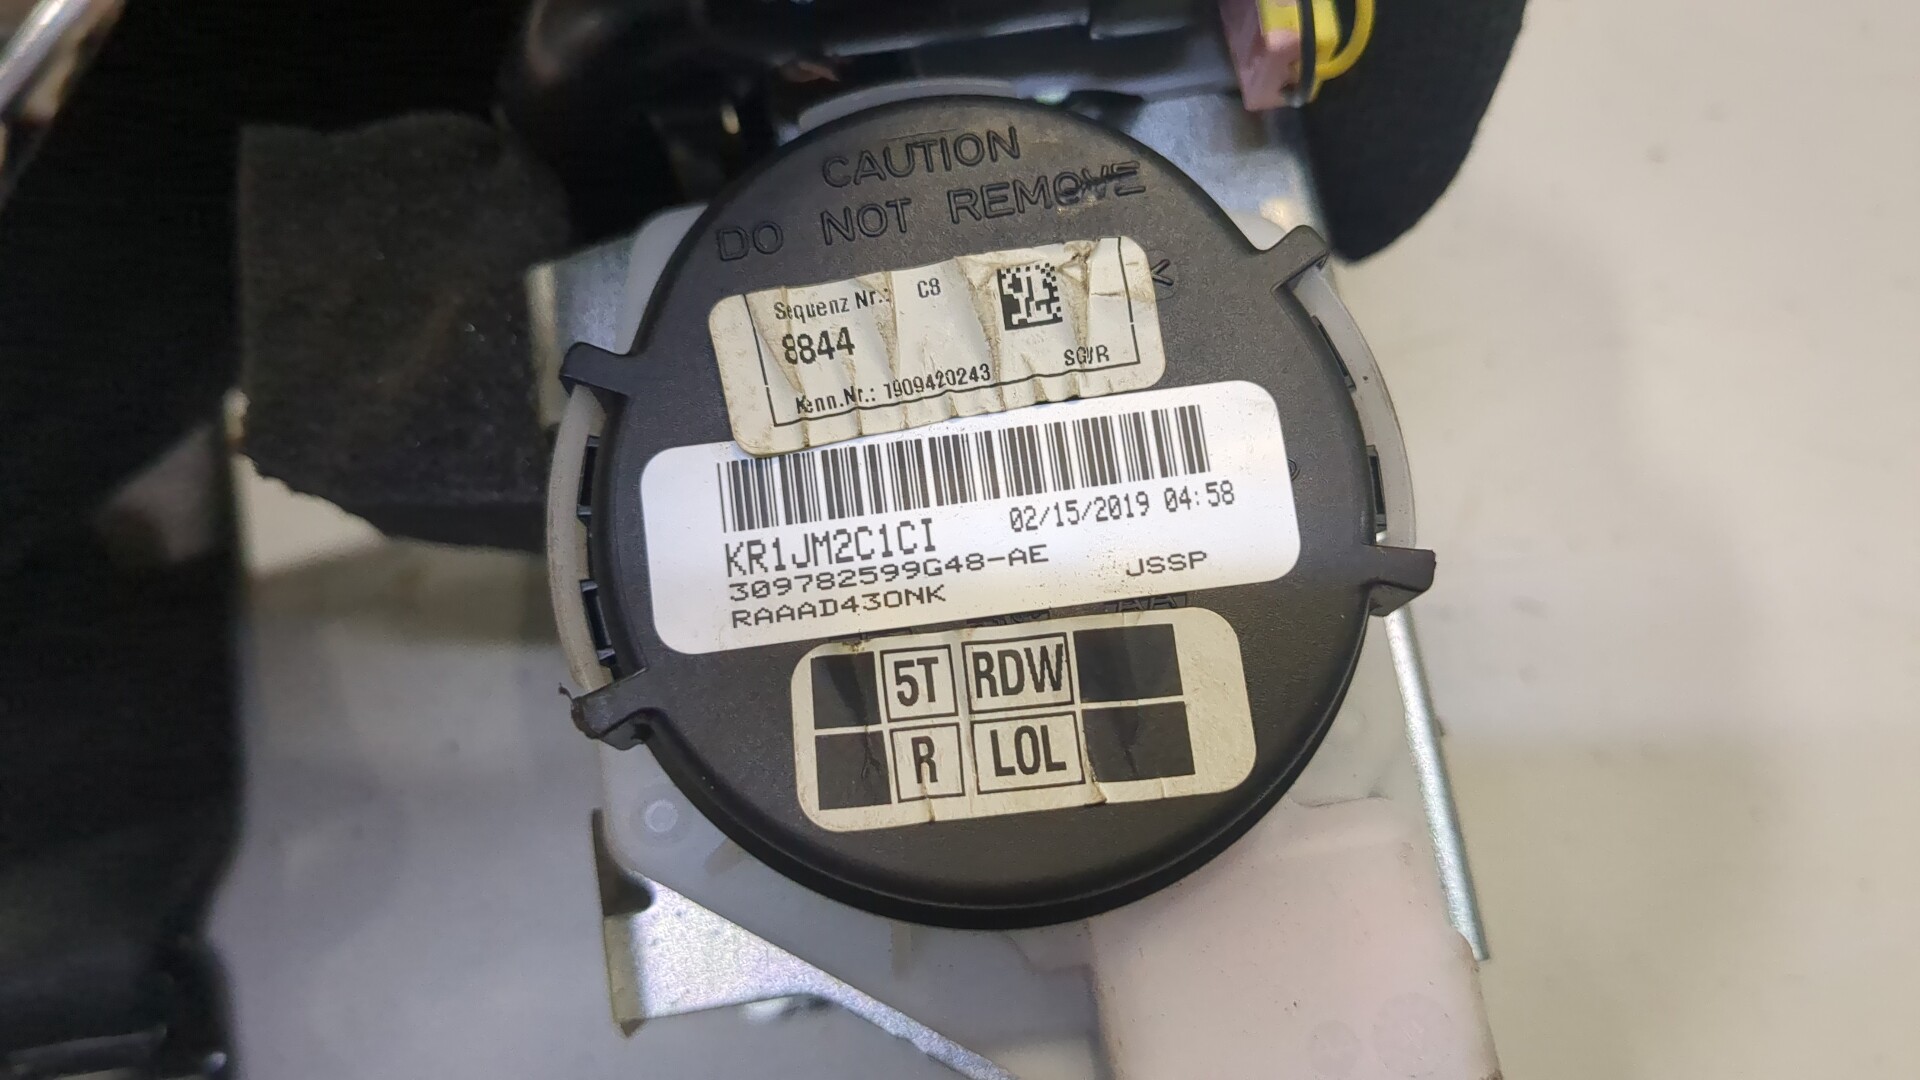 CAUTION
DO NOT REMOVE
Sequenz Nr.: C8
8844
SGVR
Kenn.Nr.: 1909420243
02/15/2019 04:58
KR1JM2C1CI
309782599G48-AE JSSP
RAAAD430NK
5T RDW
R LOL